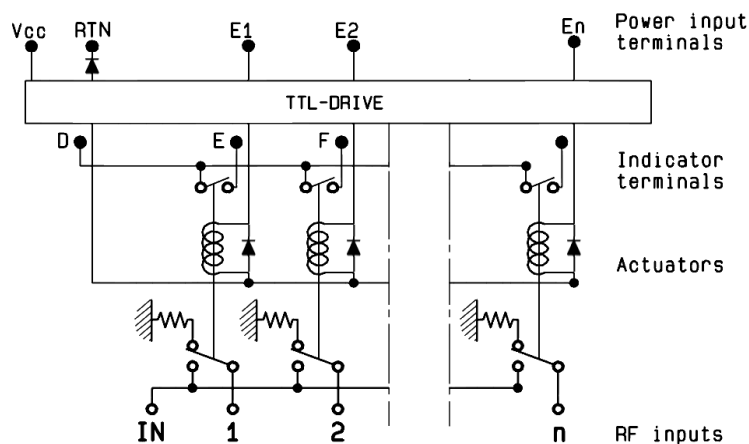 Vcc RTN E1 E2 En Power input
terminals
TTL-DRIVE
D E F
Indicator
terminals
Actuators
IN 1 2 n RF inputs